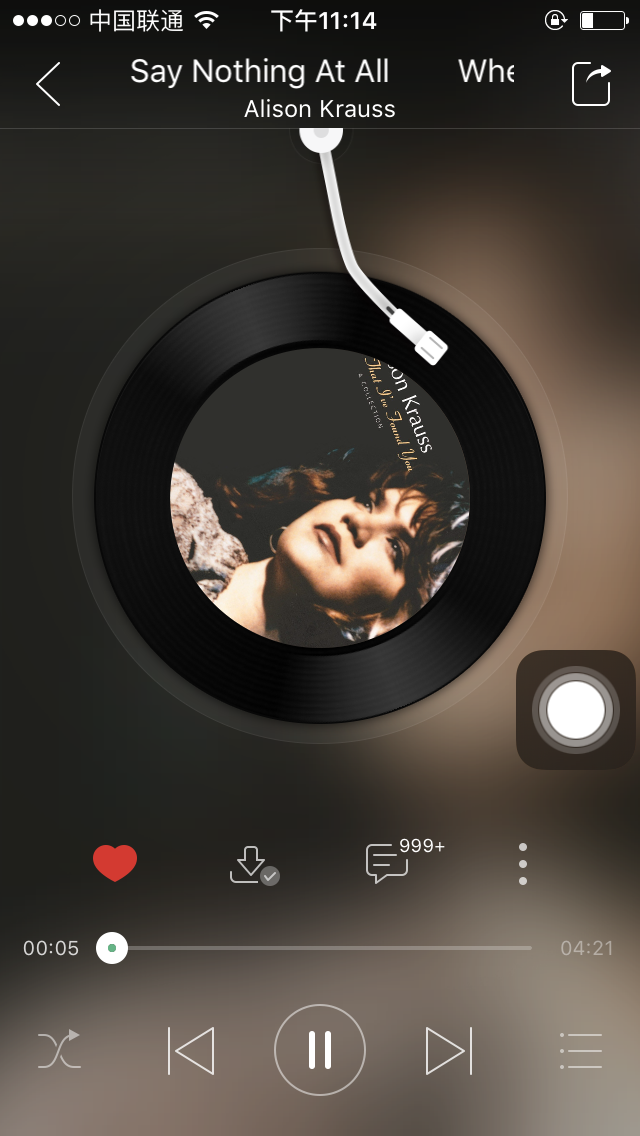 中国联通 下午11:14
Say Nothing At All Whe
Alison Krauss
son Krauss
That I've Found You
A COLLECTION
999+
00:05 04:21